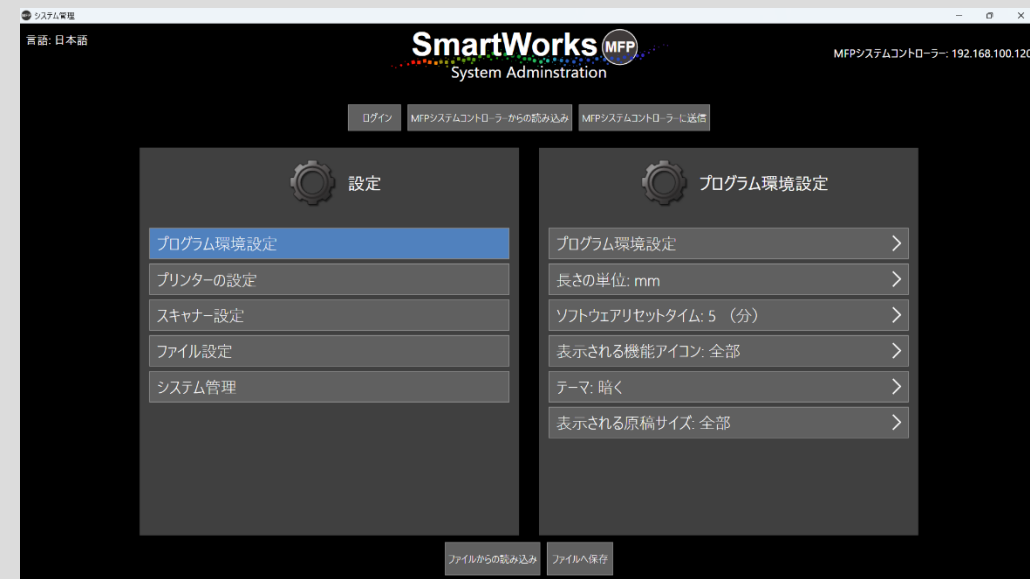 システム管理
言語: 日本語
SmartWorks MFP
System Adminstration
MFPシステムコントローラー: 192.168.100.120
ログイン
MFPシステムコントローラーからの読み込み
MFPシステムコントローラーに送信
設定
プログラム環境設定
プリンターの設定
スキャナー設定
ファイル設定
システム管理
プログラム環境設定
プログラム環境設定
長さの単位: mm
ソフトウェアリセットタイム: 5 （分）
表示される機能アイコン: 全部
テーマ: 暗く
表示される原稿サイズ: 全部
ファイルからの読み込み
ファイルへ保存